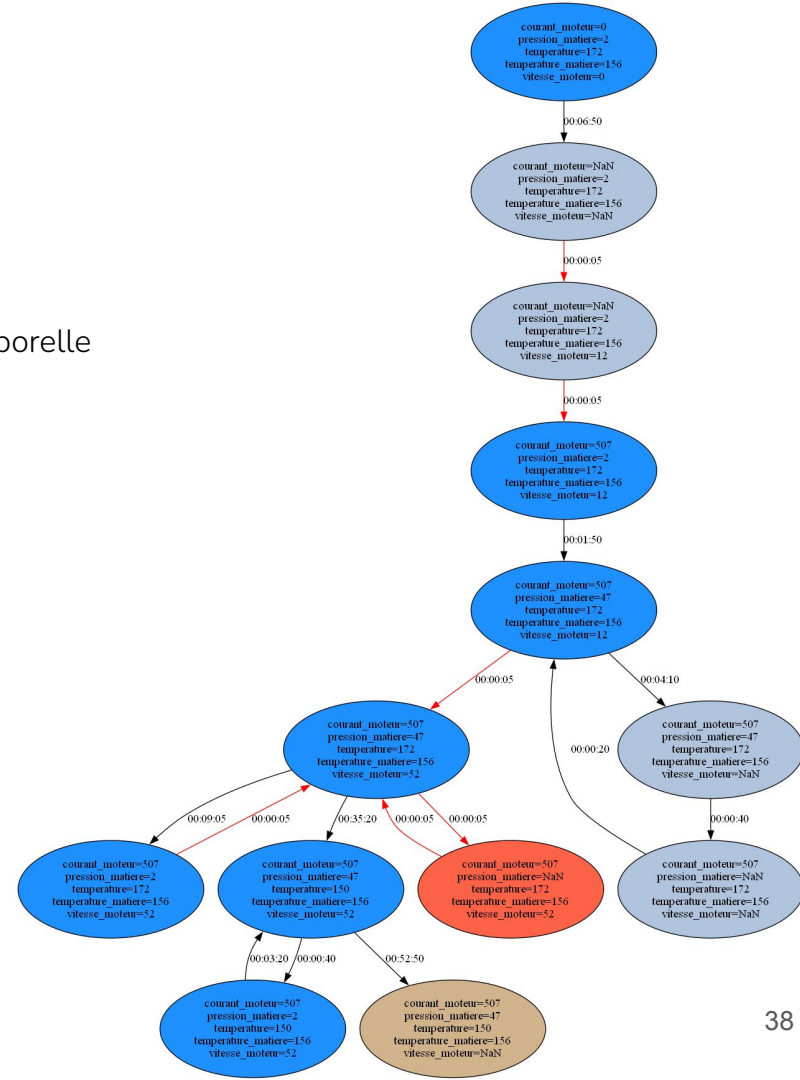 courant_moteur=0
pression_matiere=2
temperature=172
temperature_matiere=156
vitesse_moteur=0
00:06:50
courant_moteur=NaN
pression_matiere=2
temperature=172
temperature_matiere=156
vitesse_moteur=NaN
00:00:05
courant_moteur=NaN
pression_matiere=2
temperature=172
temperature_matiere=156
vitesse_moteur=12
porelle
00:00:05
courant_moteur=507
pression_matiere=2
temperature=172
temperature_matiere=156
vitesse_moteur=12
00:01:50
courant_moteur=507
pression_matiere=47
temperature=172
temperature_matiere=156
vitesse_moteur=12
00:00:05
00:04:10
courant_moteur=507
pression_matiere=47
temperature=172
temperature_matiere=156
vitesse_moteur=52
00:00:20
courant_moteur=507
pression_matiere=47
temperature=172
temperature_matiere=156
vitesse_moteur=NaN
00:09:05
00:00:05
00:35:20
00:00:05
00:00:05
00:00:40
courant_moteur=507
pression_matiere=2
temperature=172
temperature_matiere=156
vitesse_moteur=52
courant_moteur=507
pression_matiere=47
temperature=150
temperature_matiere=156
vitesse_moteur=52
courant_moteur=507
pression_matiere=NaN
temperature=172
temperature_matiere=156
vitesse_moteur=52
courant_moteur=507
pression_matiere=NaN
temperature=172
temperature_matiere=156
vitesse_moteur=NaN
00:03:20
00:00:40
00:52:50
courant_moteur=507
pression_matiere=2
temperature=150
temperature_matiere=156
vitesse_moteur=52
courant_moteur=507
pression_matiere=47
temperature=150
temperature_matiere=156
vitesse_moteur=NaN
38